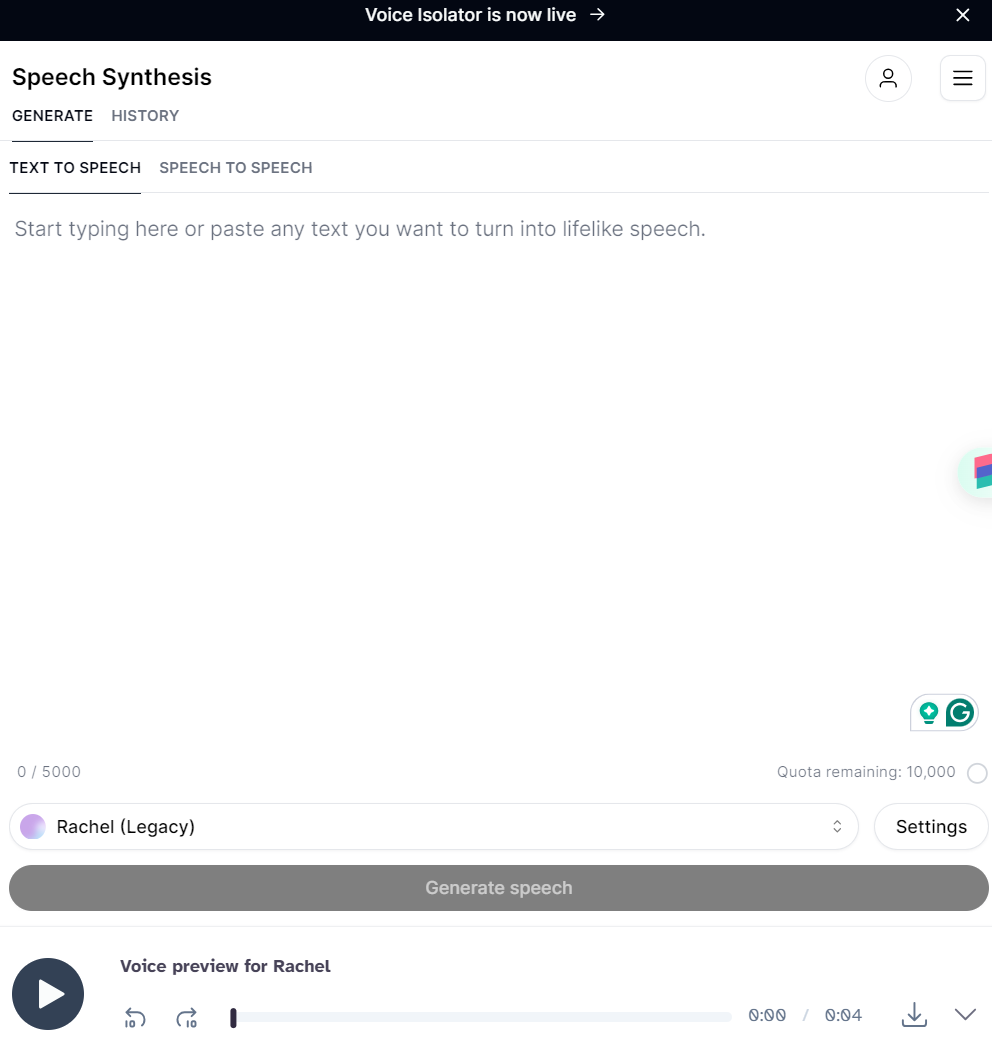 Voice Isolator is now live →
Speech Synthesis
GENERATE HISTORY
TEXT TO SPEECH SPEECH TO SPEECH
Start typing here or paste any text you want to turn into lifelike speech.
0 / 5000
Quota remaining: 10,000
Rachel (Legacy)
Settings
Generate speech
Voice preview for Rachel
10 10 0:00 / 0:04